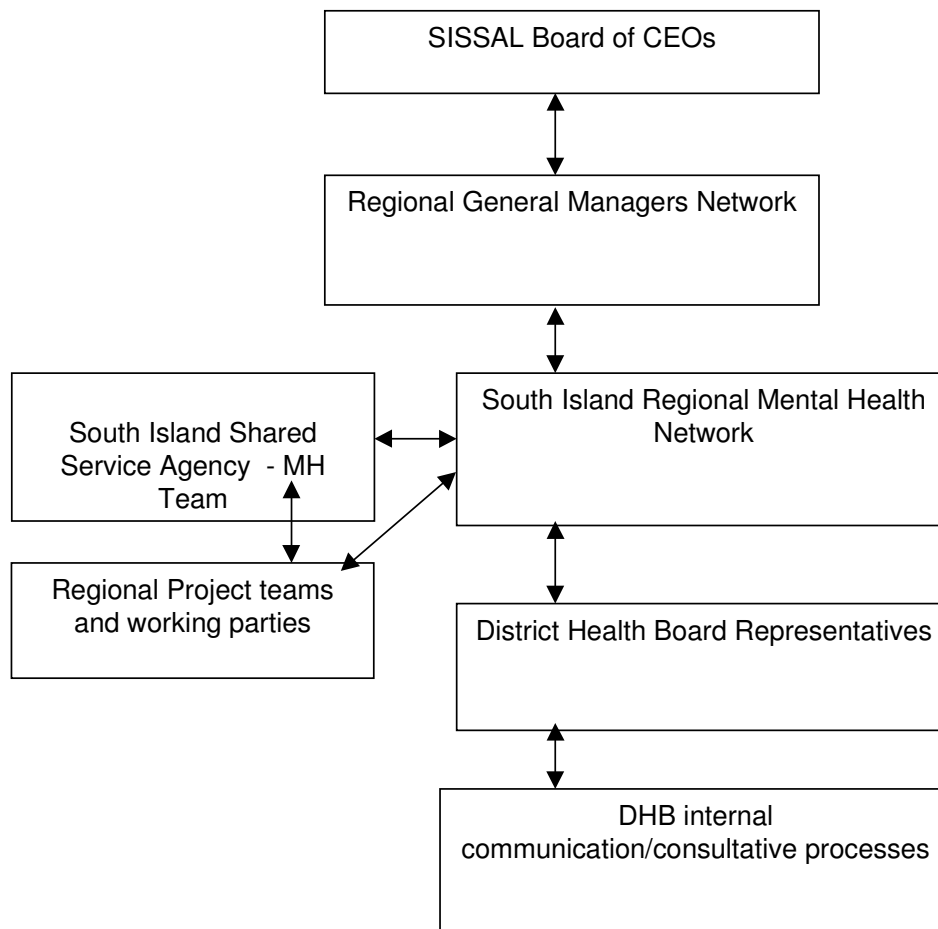 SISSAL Board of CEOs
Regional General Managers Network
South Island Regional Mental Health
Network
South Island Shared
Service Agency - MH
Team
Regional Project teams
and working parties
District Health Board Representatives
DHB internal
communication/consultative processes